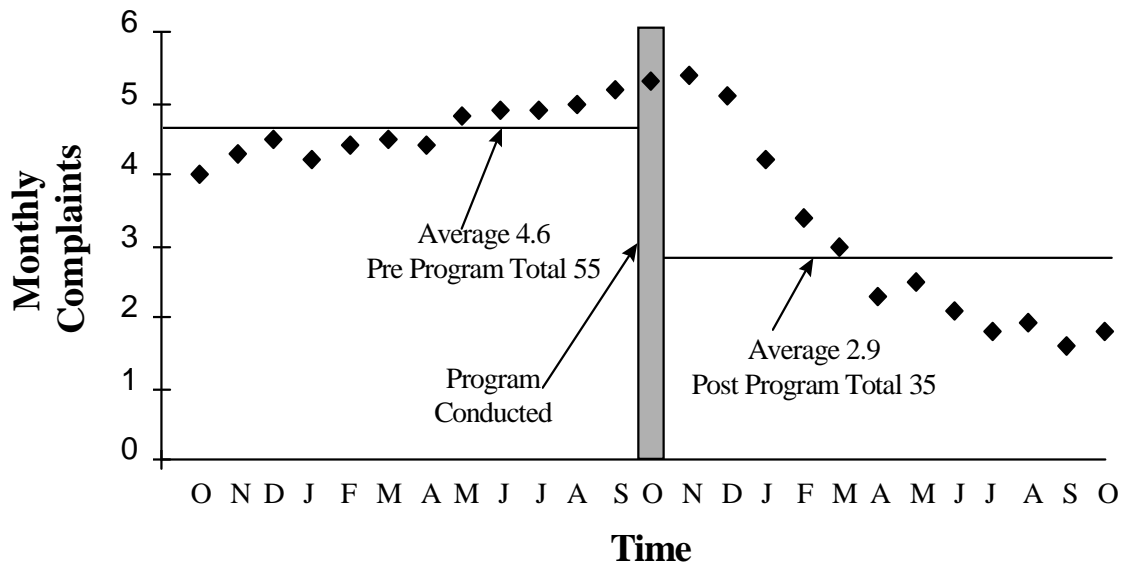 Monthly
Complaints
6
5
4
3
2
1
0
Average 4.6
Pre Program Total 55
Program
Conducted
Average 2.9
Post Program Total 35
O N D J F M A M J J A S O N D J F M A M J J A S O
Time